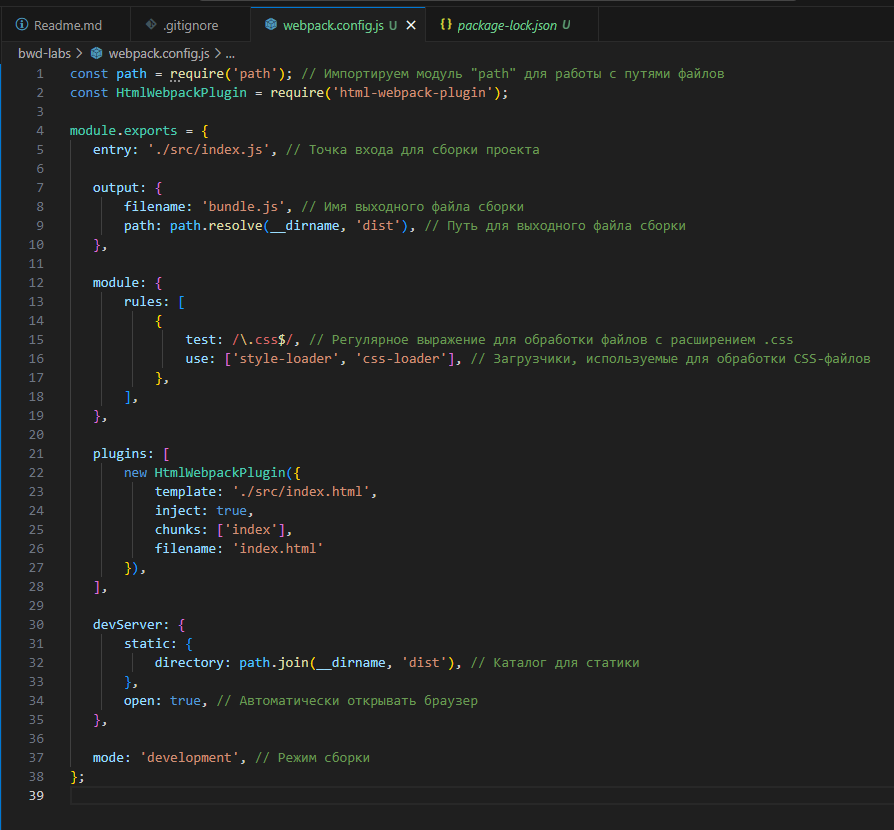 Readme.md .gitignore webpack.config.js U package-lock.json U
bwd-labs > webpack.config.js > ...
1 const path = require('path'); // Импортируем модуль "path" для работы с путями файлов
2 const HtmlWebpackPlugin = require('html-webpack-plugin');
3
4 module.exports = {
5 entry: './src/index.js', // Точка входа для сборки проекта
6
7 output: {
8 filename: 'bundle.js', // Имя выходного файла сборки
9 path: path.resolve(__dirname, 'dist'), // Путь для выходного файла сборки
10 },
11
12 module: {
13 rules: [
14 {
15 test: /\.css$/, // Регулярное выражение для обработки файлов с расширением .css
16 use: ['style-loader', 'css-loader'], // Загрузчики, используемые для обработки CSS-файлов
17 },
18 ],
19 },
20
21 plugins: [
22 new HtmlWebpackPlugin({
23 template: './src/index.html',
24 inject: true,
25 chunks: ['index'],
26 filename: 'index.html'
27 }),
28 ],
29
30 devServer: {
31 static: {
32 directory: path.join(__dirname, 'dist'), // Каталог для статики
33 },
34 open: true, // Автоматически открывать браузер
35 },
36
37 mode: 'development', // Режим сборки
38 };
39